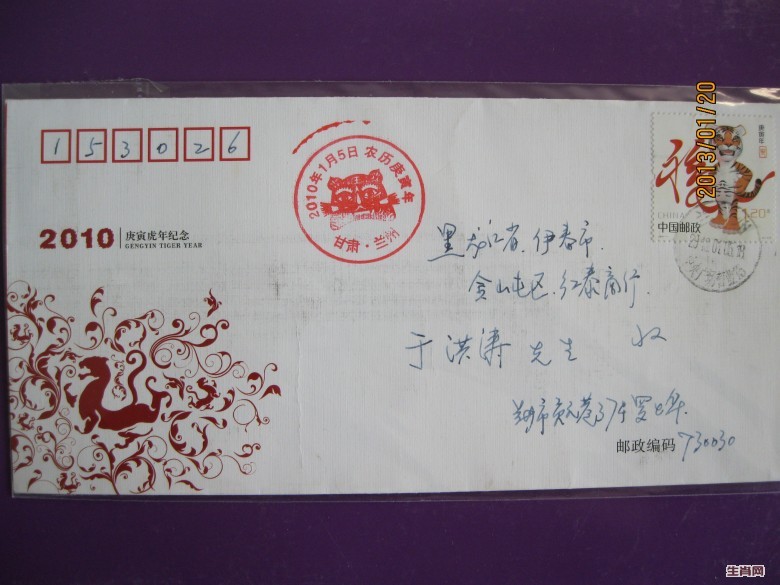 153026
2010年1月5日 农历庚寅年
甘肃·兰州
庚寅年
2013/01/20
CHINA
1.20元
中国邮政
2010 庚寅虎年纪念
GENGYIN TIGER YEAR
黑龙江省、伊春市
金山屯区、红泰商行
于洪涛先生 收
邮政编码 730030
生肖网